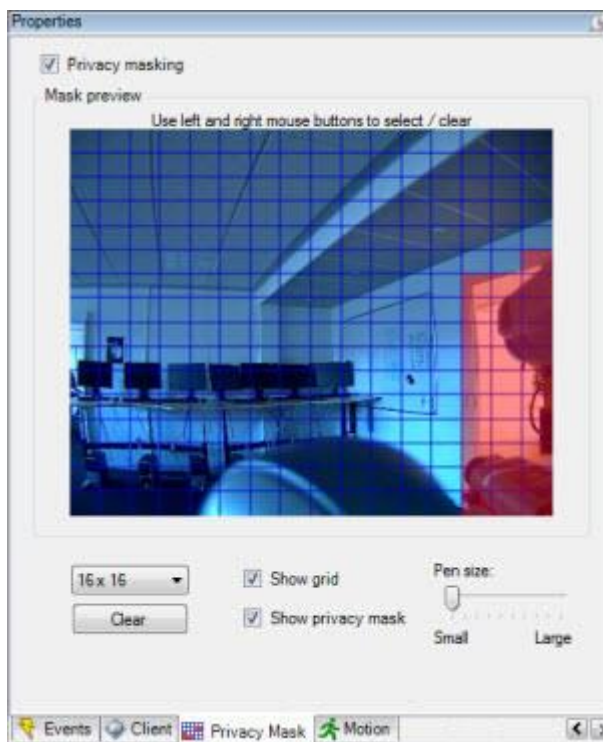 Properties
Privacy masking
Mask preview
Use left and right mouse buttons to select / clear
16 x 16
Clear
Show grid
Show privacy mask
Pen size:
Small Large
Events Client Privacy Mask Motion